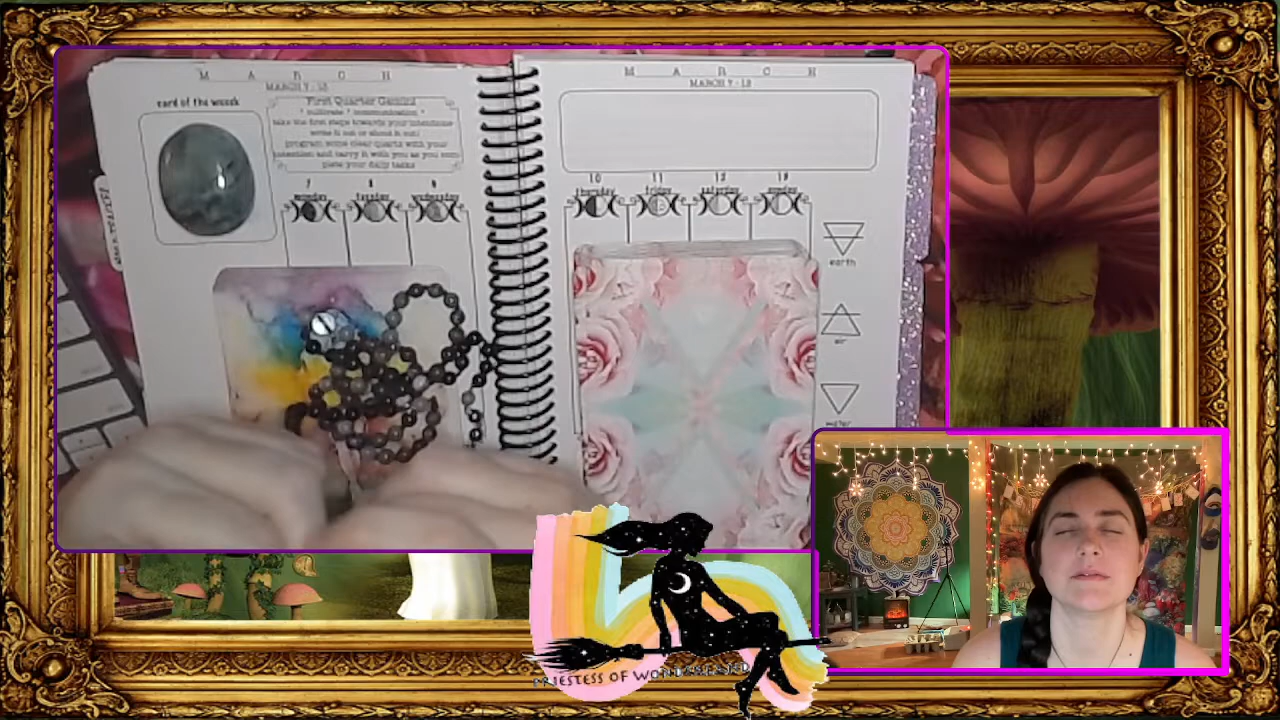 M A R C H
MARCH 7 - 13
card of the week
First Quarter Gemini
* cultivate * communication *
take the first steps towards your intentions
program some clear quartz with your
intention and carry it with you as you com-
plete your daily tasks
7 8 9
monday tuesday wednesday
M A R C H
MARCH 7 - 13
10 11 12 13
thursday friday saturday sunday
earth
air
water
PRIESTESS OF WONDERLAND